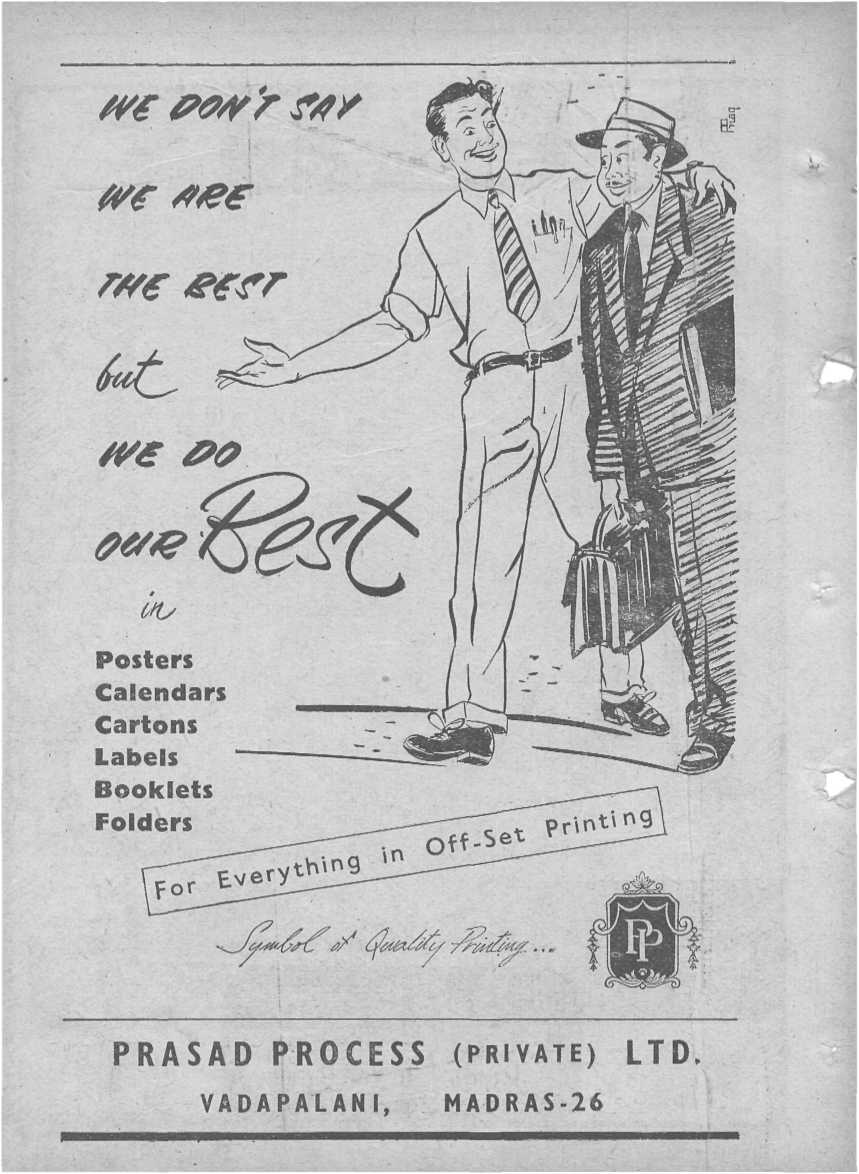 WE DON'T SAY
WE ARE
THE BEST
but
WE DO
OUR Best
in
Posters
Calendars
Cartons
Labels
Booklets
Folders
For Everything in Off-Set Printing
Symbol of Quality Printing...
PP
PRASAD PROCESS (PRIVATE) LTD.
VADAPALANI, MADRAS-26